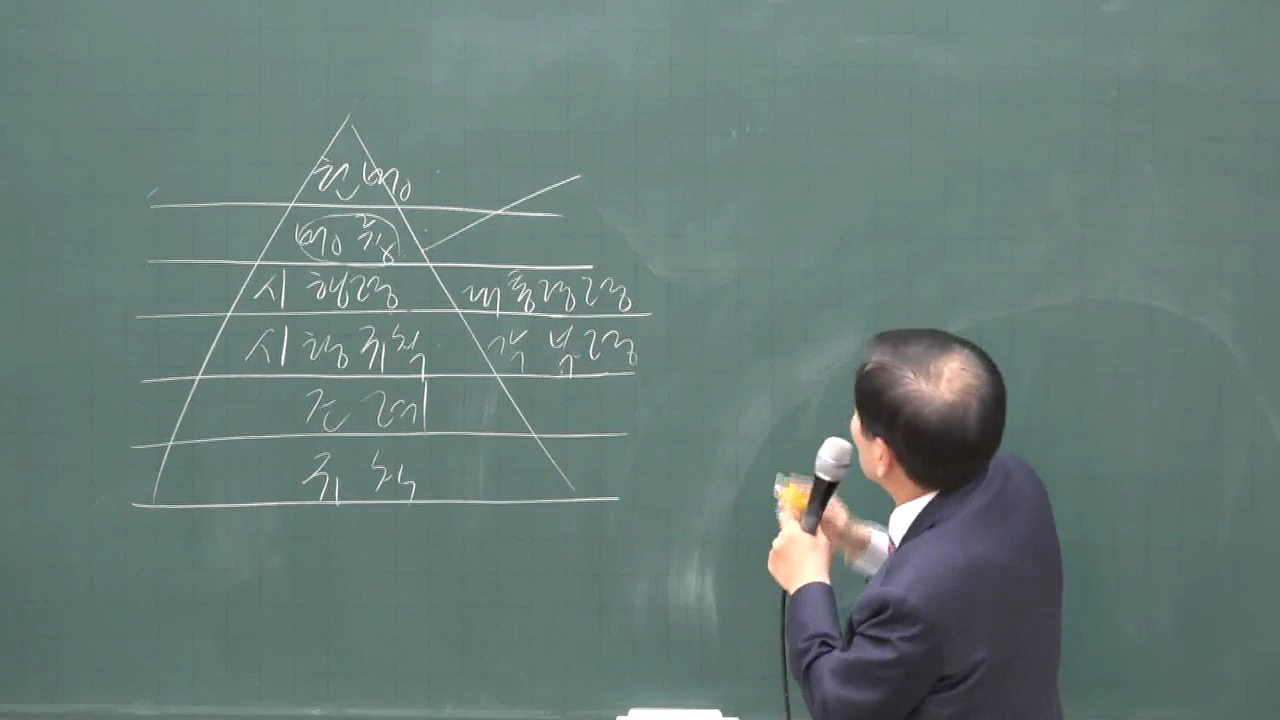 헌법
법률
시행령 대통령령
시행규칙 각 부령
조례
규칙